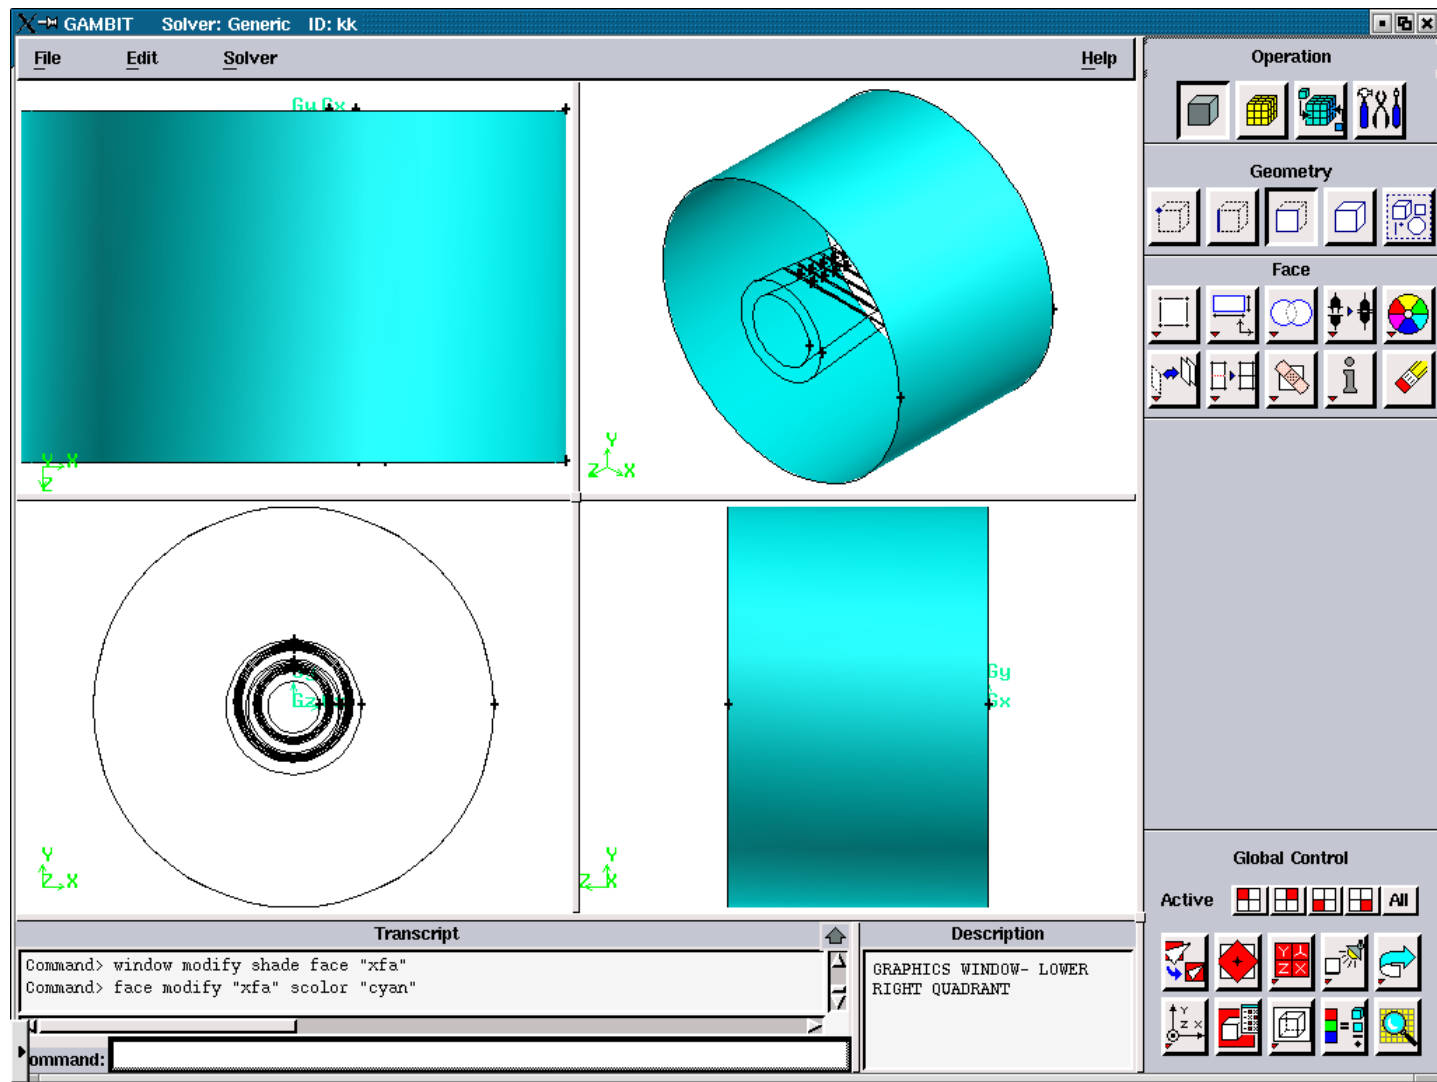 GAMBIT Solver: Generic ID: kk
File Edit Solver Help
Operation
Geometry
Face
Gy Gx
Y X
Z
Y
Z X
Gy
Gx
Y
Z X
Y
Z X
Global Control
Active All
Transcript
Command> window modify shade face "xfa"
Command> face modify "xfa" scolor "cyan"
ommand:
Description
GRAPHICS WINDOW- LOWER
RIGHT QUADRANT